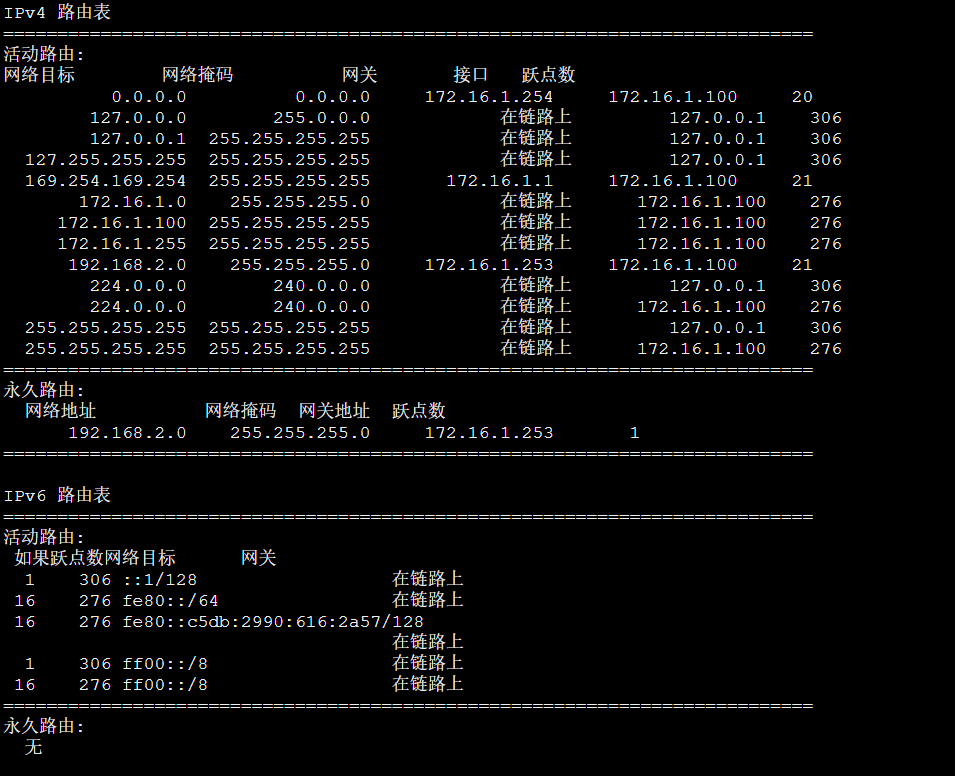 IPv4 路由表
===========================================================================
活动路由:
网络目标 网络掩码 网关 接口 跃点数
0.0.0.0 0.0.0.0 172.16.1.254 172.16.1.100 20
127.0.0.0 255.0.0.0 在链路上 127.0.0.1 306
127.0.0.1 255.255.255.255 在链路上 127.0.0.1 306
127.255.255.255 255.255.255.255 在链路上 127.0.0.1 306
169.254.169.254 255.255.255.255 172.16.1.1 172.16.1.100 21
172.16.1.0 255.255.255.0 在链路上 172.16.1.100 276
172.16.1.100 255.255.255.255 在链路上 172.16.1.100 276
172.16.1.255 255.255.255.255 在链路上 172.16.1.100 276
192.168.2.0 255.255.255.0 172.16.1.253 172.16.1.100 21
224.0.0.0 240.0.0.0 在链路上 127.0.0.1 306
224.0.0.0 240.0.0.0 在链路上 172.16.1.100 276
255.255.255.255 255.255.255.255 在链路上 127.0.0.1 306
255.255.255.255 255.255.255.255 在链路上 172.16.1.100 276
===========================================================================
永久路由:
网络地址 网络掩码 网关地址 跃点数
192.168.2.0 255.255.255.0 172.16.1.253 1
===========================================================================
IPv6 路由表
===========================================================================
活动路由:
如果跃点数网络目标 网关
1 306 ::1/128 在链路上
16 276 fe80::/64 在链路上
16 276 fe80::c5db:2990:616:2a57/128
在链路上
1 306 ff00::/8 在链路上
16 276 ff00::/8 在链路上
===========================================================================
永久路由:
无